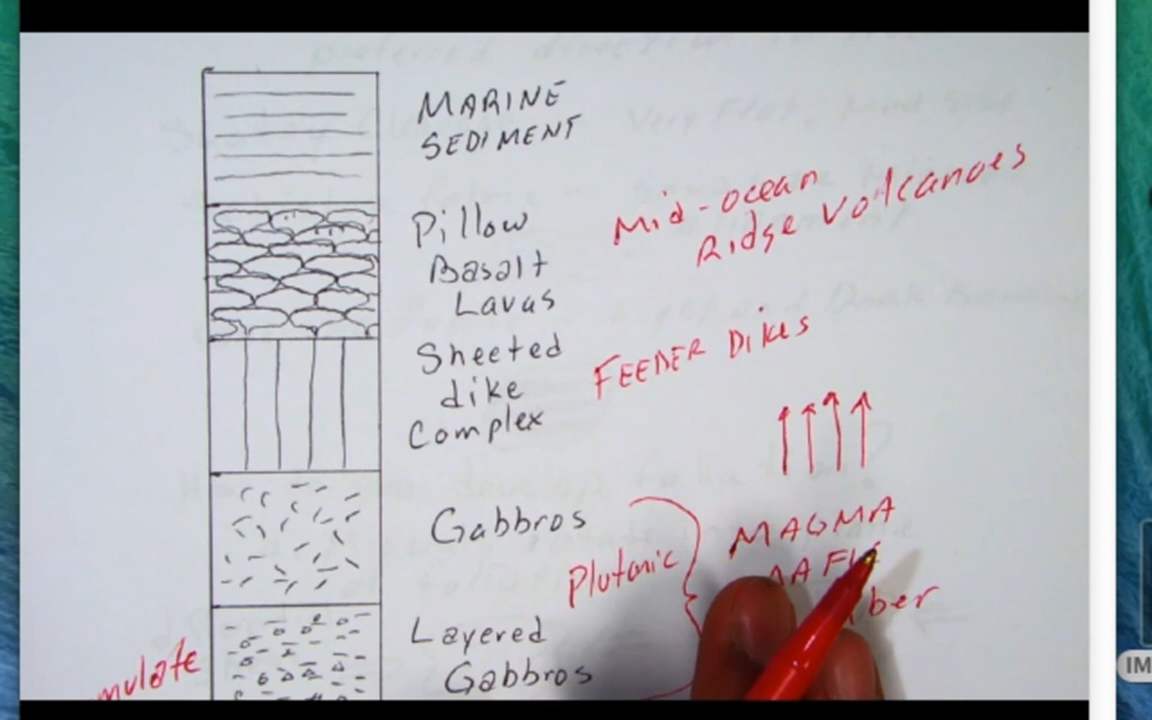 MARINE
SEDIMENT
Pillow
Basalt
Lavas
Mid-ocean
Ridge Volcanoes
Sheeted
dike
Complex
FEEDER Dikes
Gabbros
Plutonic
MAGMA
Layered
Gabbros
IM